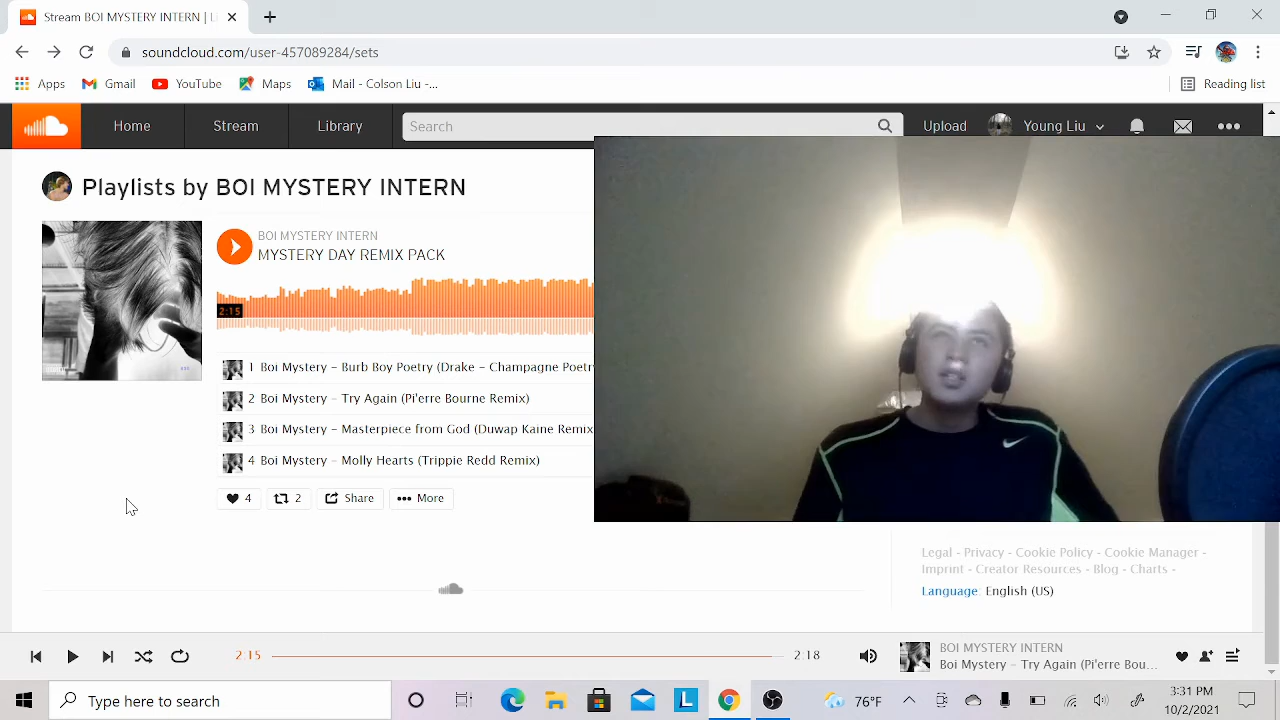 Stream BOI MYSTERY INTERN | L
soundcloud.com/user-457089284/sets
Apps Gmail YouTube Maps Mail - Colson Liu -... Reading list
Home Stream Library Search Upload Young Liu
Playlists by BOI MYSTERY INTERN
BOI MYSTERY INTERN
MYSTERY DAY REMIX PACK
2:15
1 Boi Mystery – Burb Boy Poetry (Drake – Champagne Poetr
2 Boi Mystery – Try Again (Pi'erre Bourne Remix)
3 Boi Mystery – Masterpiece from God (Duwap Kaine Remix
4 Boi Mystery – Molly Hearts (Trippie Redd Remix)
4 2 Share More
Legal - Privacy - Cookie Policy - Cookie Manager -
Imprint - Creator Resources - Blog - Charts -
Language: English (US)
2:15 2:18
BOI MYSTERY INTERN
Boi Mystery – Try Again (Pi'erre Bou...
Type here to search
76°F
3:31 PM
10/2/2021